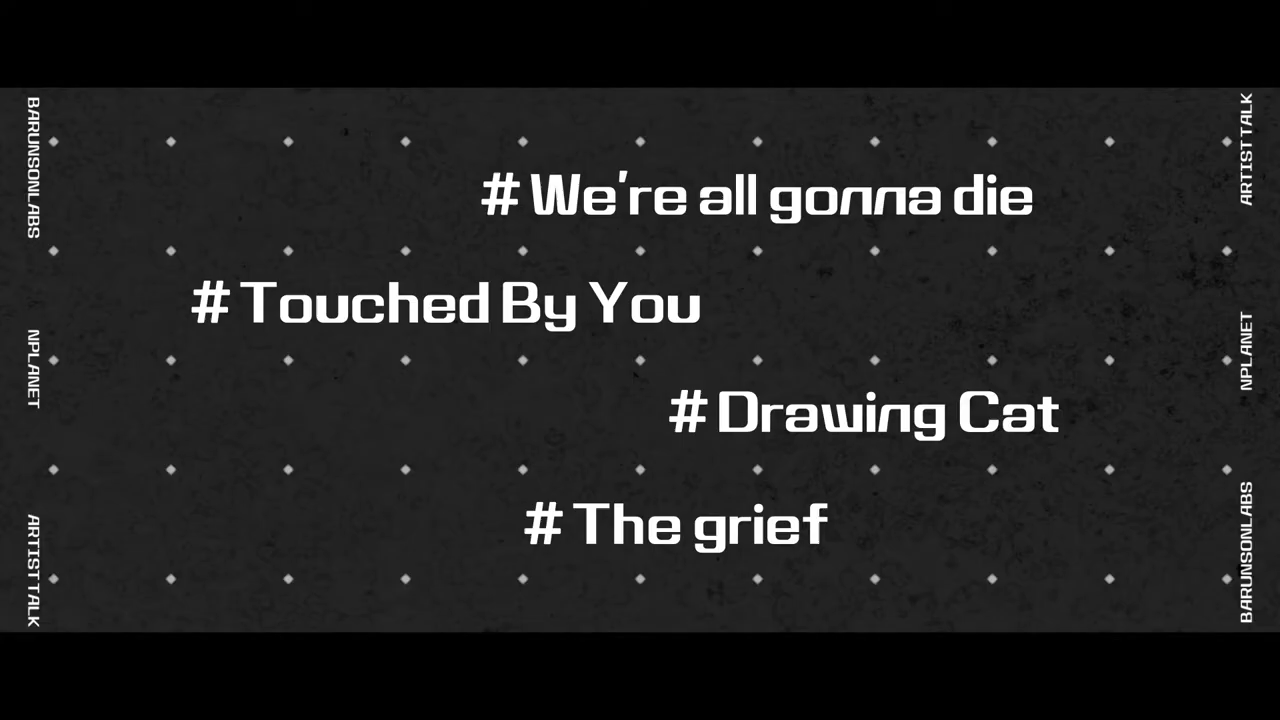 BARUNSONLABS
NPLANET
ARTIST TALK
# We're all gonna die
# Touched By You
# Drawing Cat
# The grief
ARTIST TALK
NPLANET
BARUNSONLABS